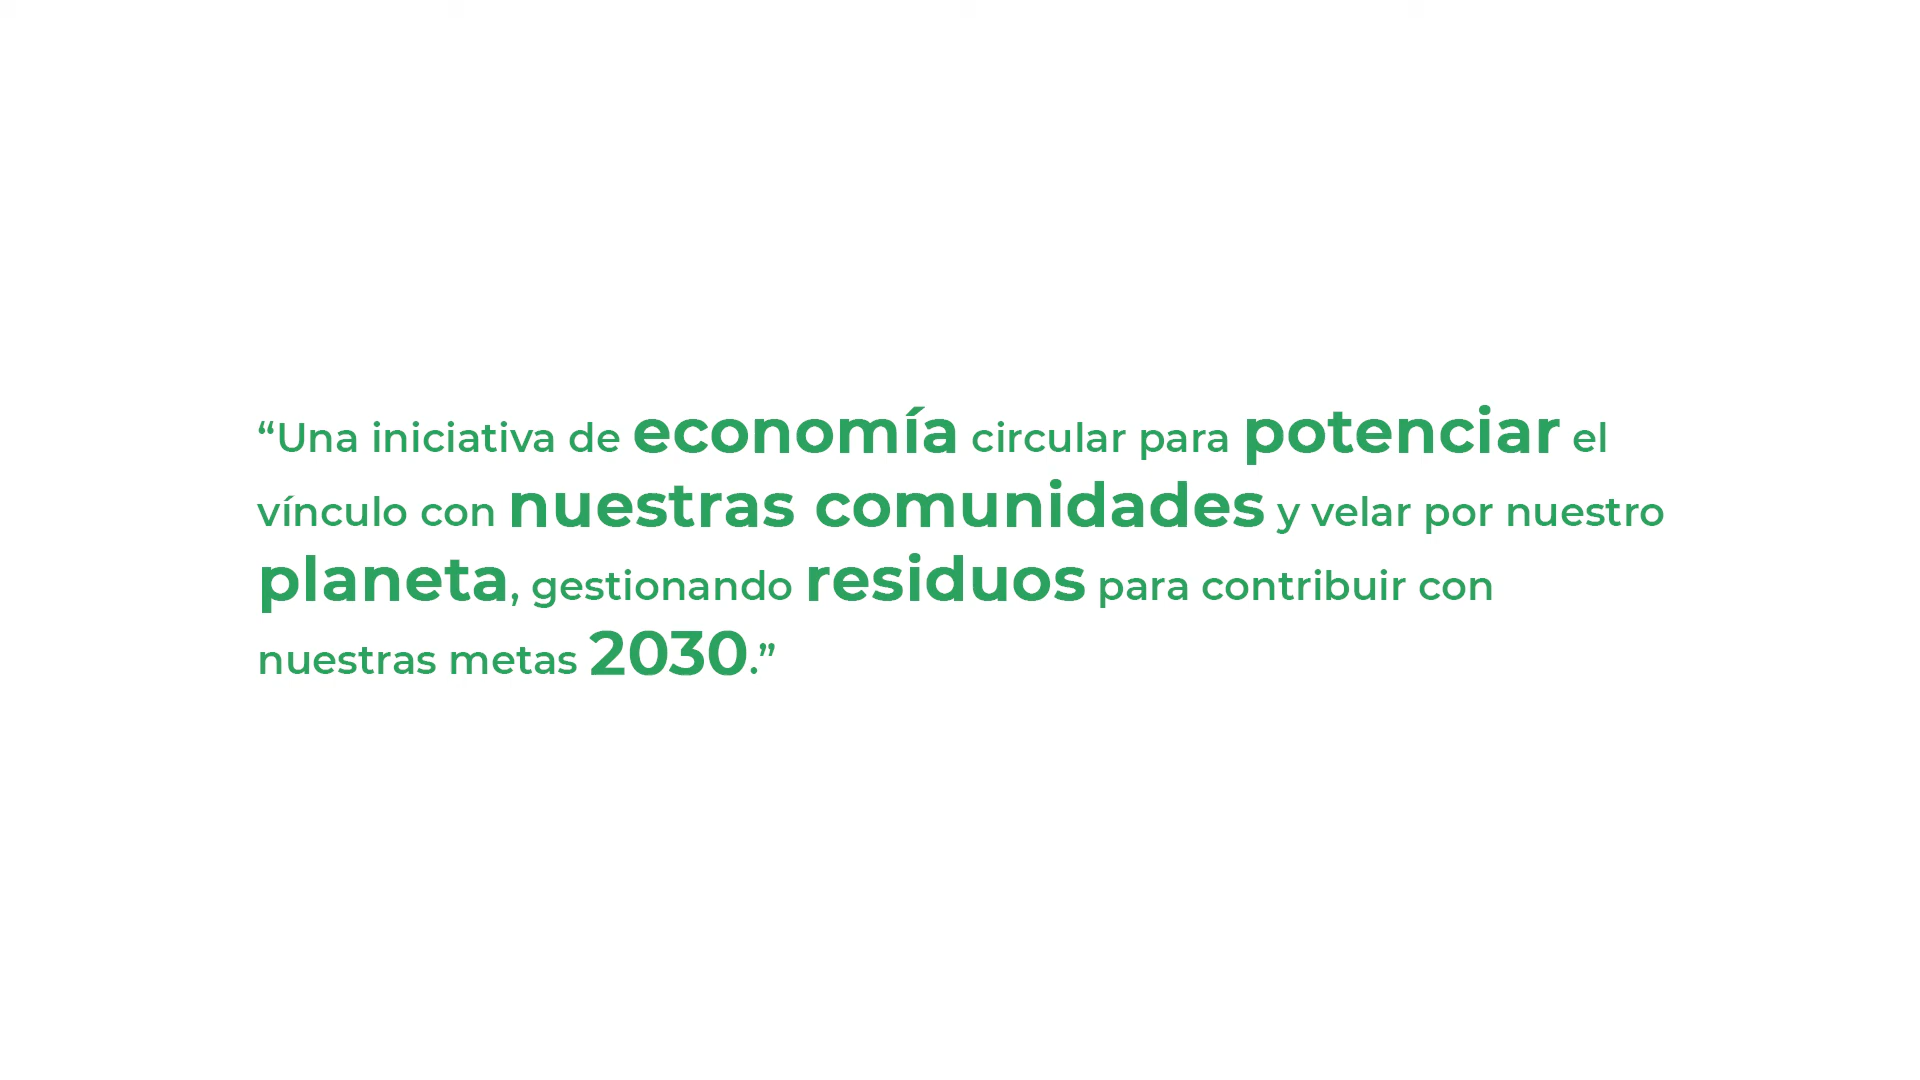 “Una iniciativa de economía circular para potenciar el
vínculo con nuestras comunidades y velar por nuestro
planeta, gestionando residuos para contribuir con
nuestras metas 2030.”